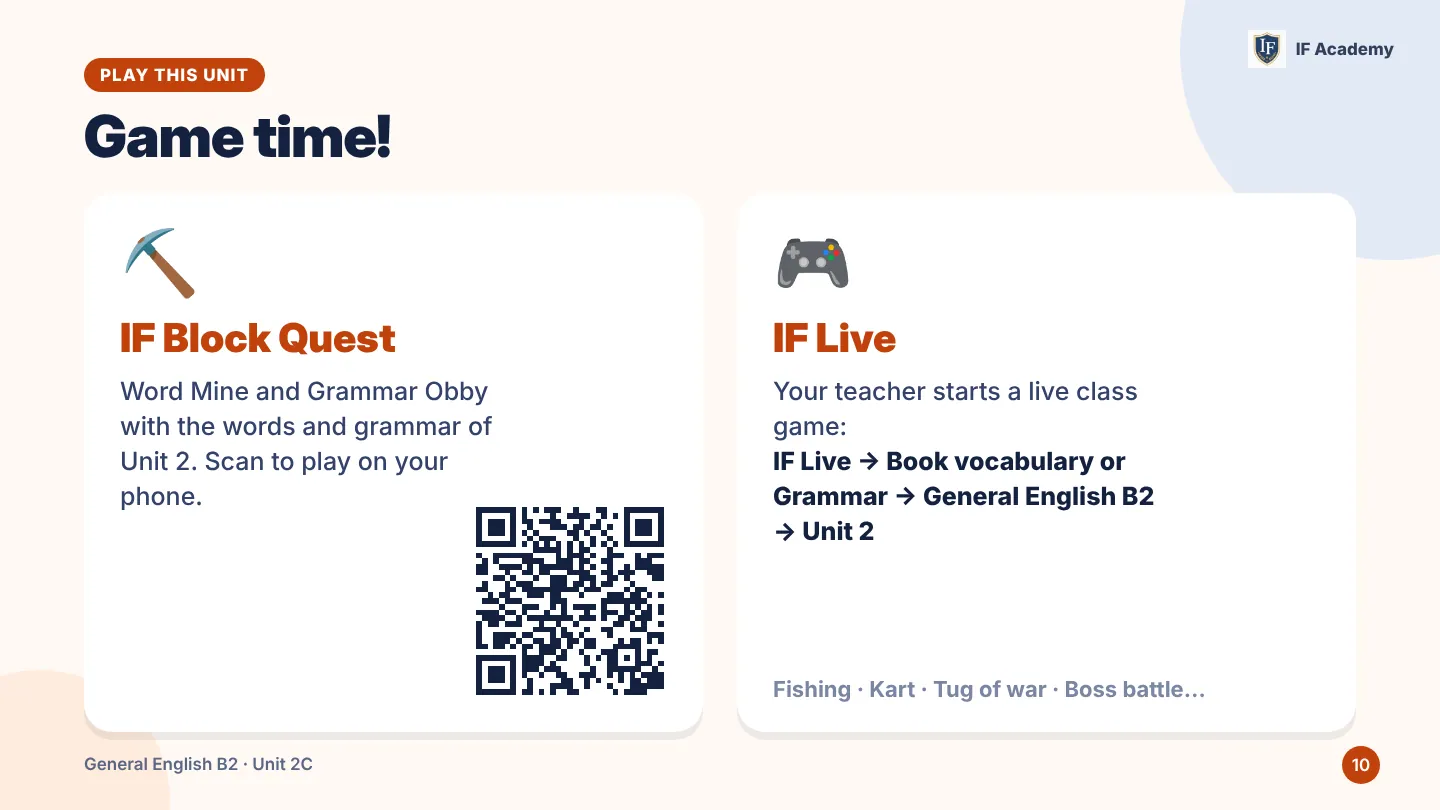 IF Academy
PLAY THIS UNIT
Game time!
IF Block Quest
Word Mine and Grammar Obby
with the words and grammar of
Unit 2. Scan to play on your
phone.
IF Live
Your teacher starts a live class
game:
IF Live → Book vocabulary or
Grammar → General English B2
→ Unit 2
Fishing · Kart · Tug of war · Boss battle...
General English B2 · Unit 2C
10